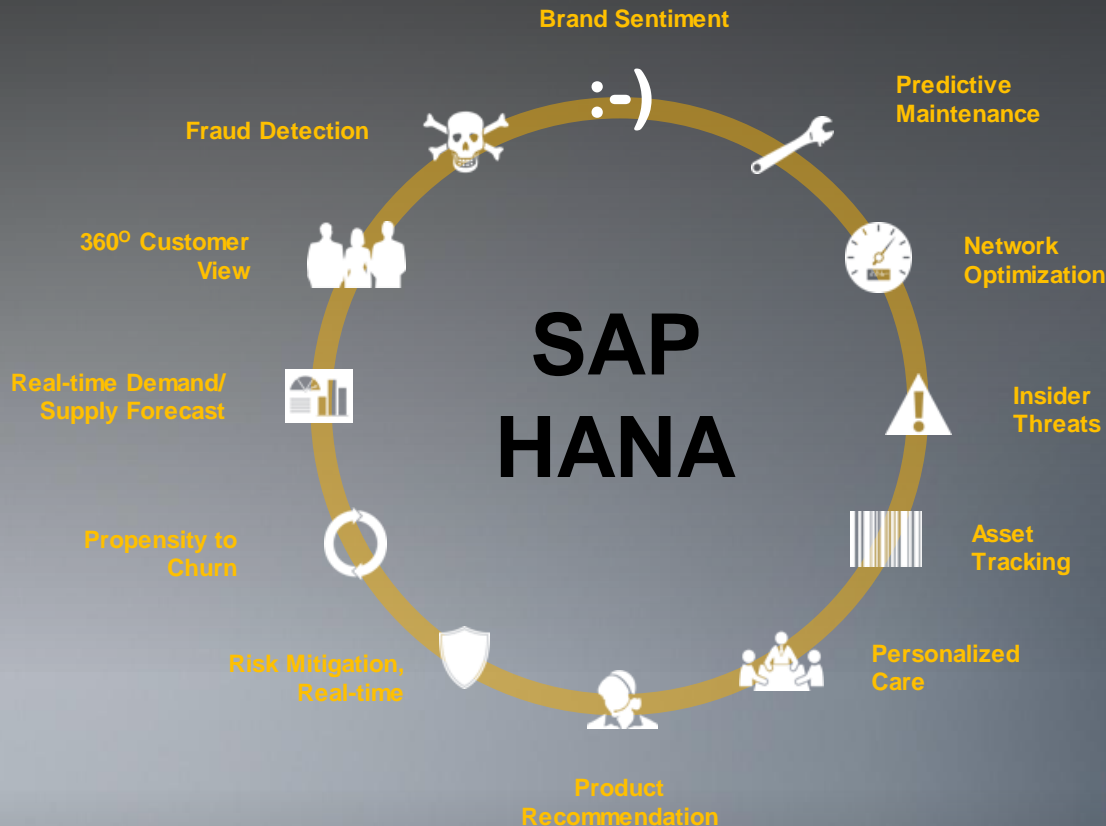 Brand Sentiment
:-)
Predictive
Maintenance
Fraud Detection
360º Customer
View
Network
Optimization
SAP
HANA
Real-time Demand/
Supply Forecast
Insider
Threats
Propensity to
Churn
Asset
Tracking
Risk Mitigation,
Real-time
Personalized
Care
Product
Recommendation